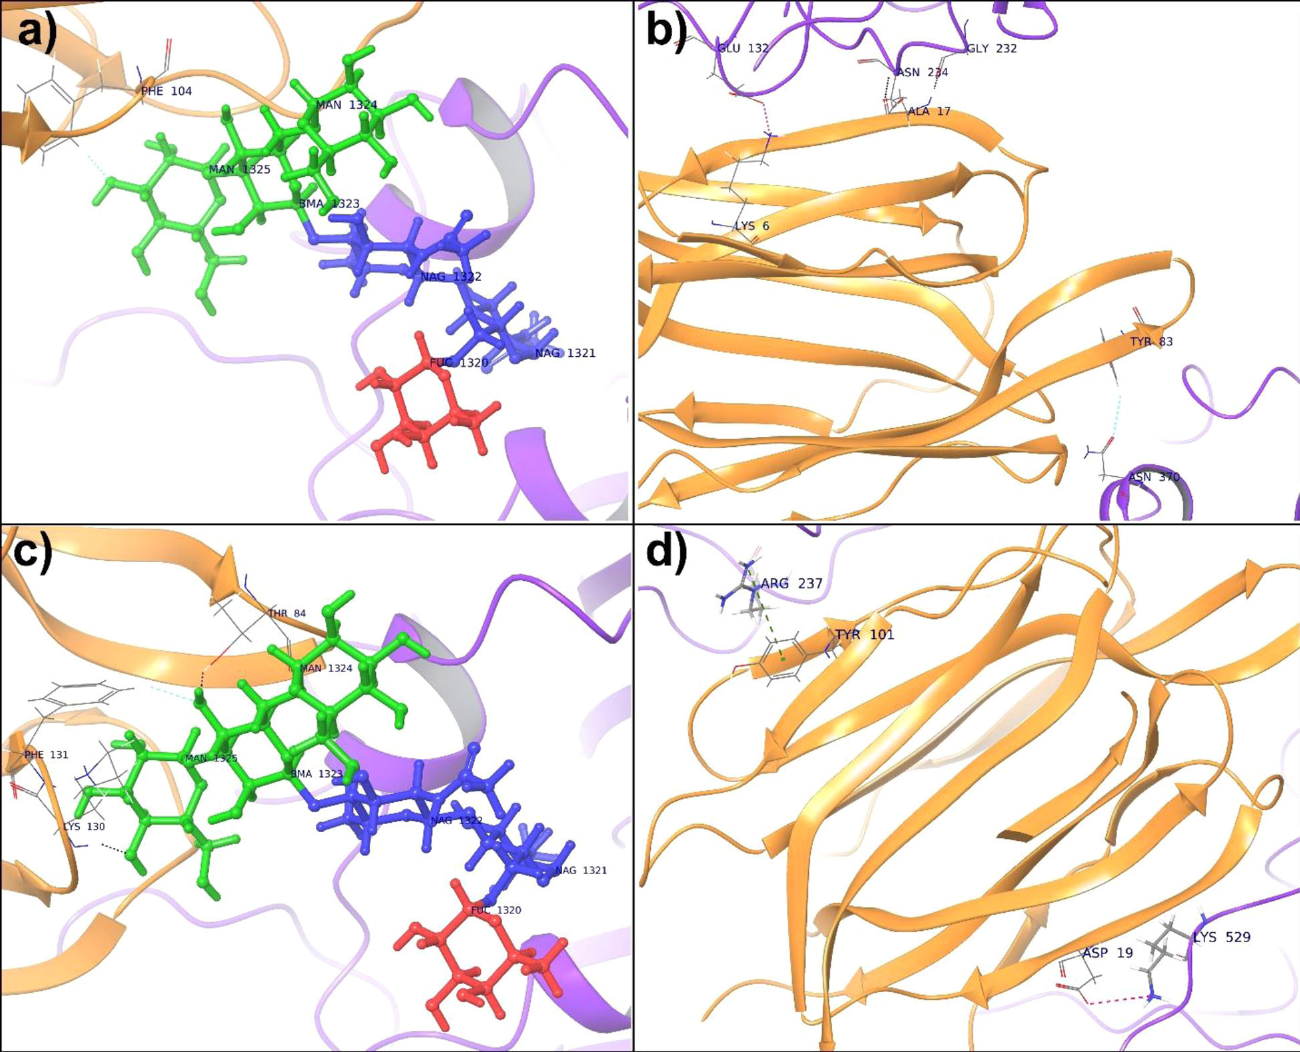 a)
PHE 104
MAN 1324
MAN 1325
BMA 1323
NAG 1322
NAG 1321
FUC 1320
b)
GLU 132
GLY 232
ASN 234
ALA 17
LYS 6
TYR 83
ASN 370
c)
THR 84
MAN 1324
PHE 131
MAN 1325
BMA 1323
LYS 130
NAG 1322
NAG 1321
FUC 1320
d)
ARG 237
TYR 101
LYS 529
ASP 19